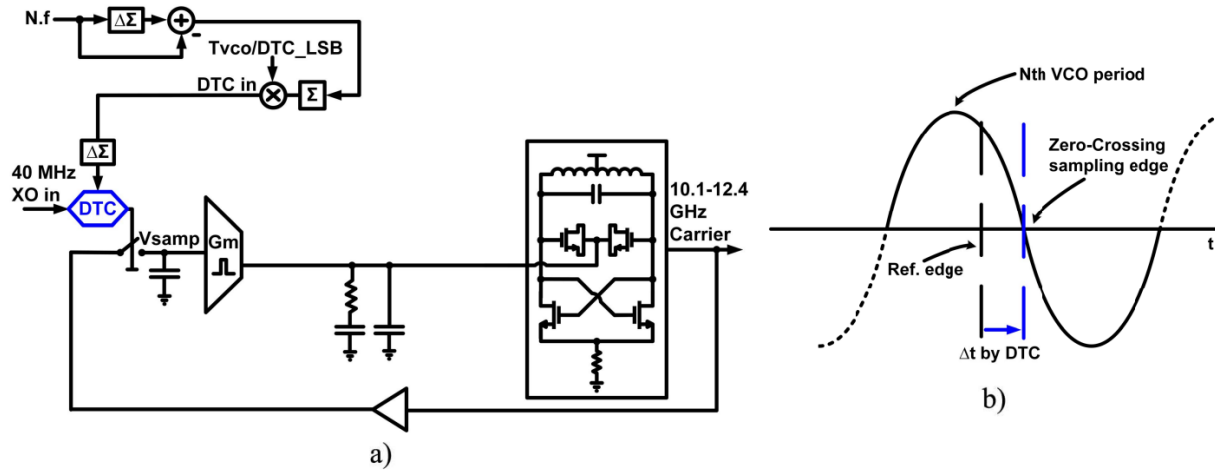 N.f
ΔΣ
+
-
Tvco/DTC_LSB
DTC in
×
Σ
ΔΣ
40 MHz
XO in
DTC
Vsamp
Gm
10.1-12.4
GHz
Carrier
a)
Nth VCO period
Zero-Crossing
sampling edge
t
Ref. edge
Δt by DTC
b)